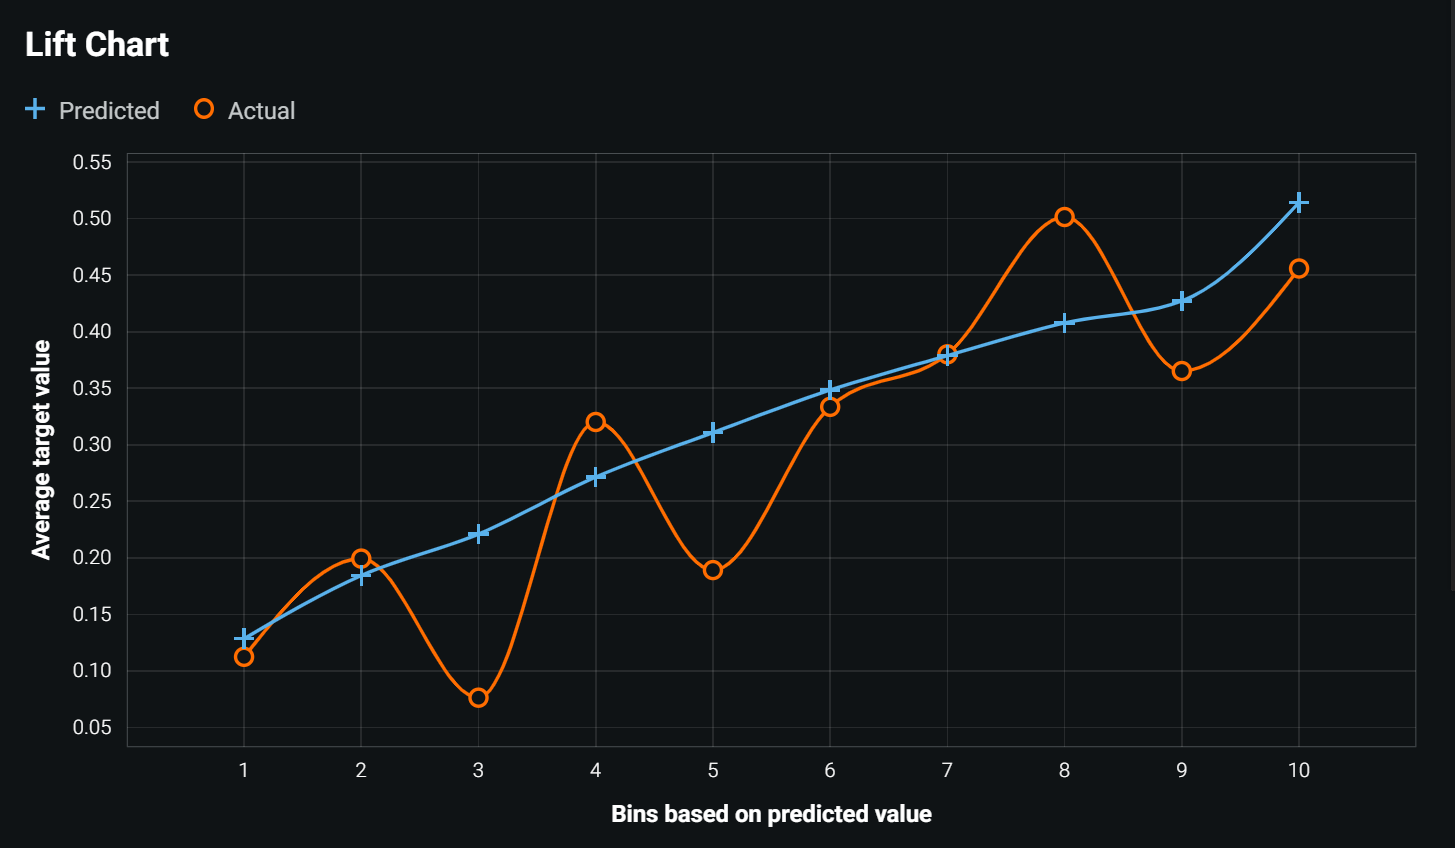 Lift Chart
Predicted Actual
0.55
0.50
0.45
0.40
0.35
0.30
0.25
0.20
0.15
0.10
0.05
Average target value
1 2 3 4 5 6 7 8 9 10
Bins based on predicted value